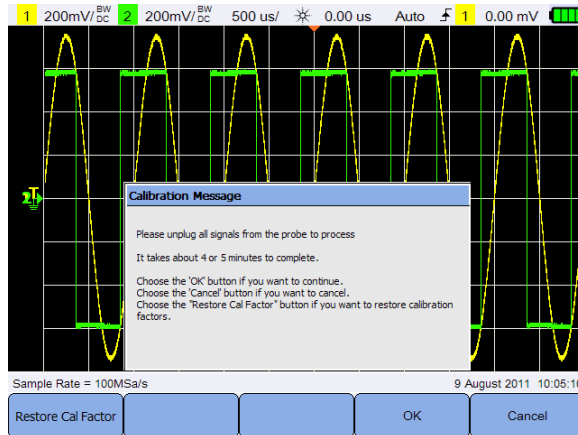 1 200mV/ BW DC 2 200mV/ BW DC 500 us/ 0.00 us Auto 1 0.00 mV
Calibration Message
Please unplug all signals from the probe to process
It takes about 4 or 5 minutes to complete.
Choose the 'OK' button if you want to continue.
Choose the 'Cancel' button if you want to cancel.
Choose the "Restore Cal Factor" button if you want to restore calibration
factors.
Sample Rate = 100MSa/s 9 August 2011 10:05:10
Restore Cal Factor OK Cancel